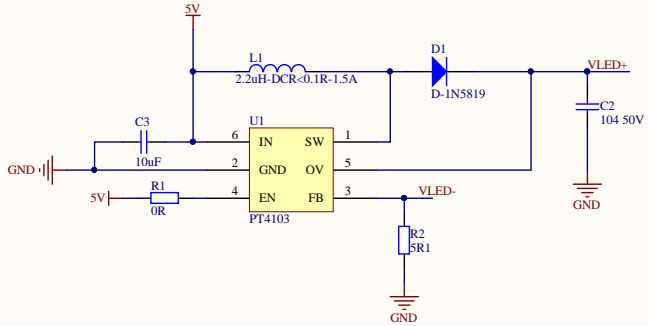 5V
L1
2.2uH-DCR<0.1R-1.5A
D1
D-1N5819
VLED+
C2
104 50V
GND
C3
10uF
U1
6 IN SW 1
GND 2 GND OV 5
5V R1 4 EN FB 3 VLED-
0R
PT4103
R2
5R1
GND